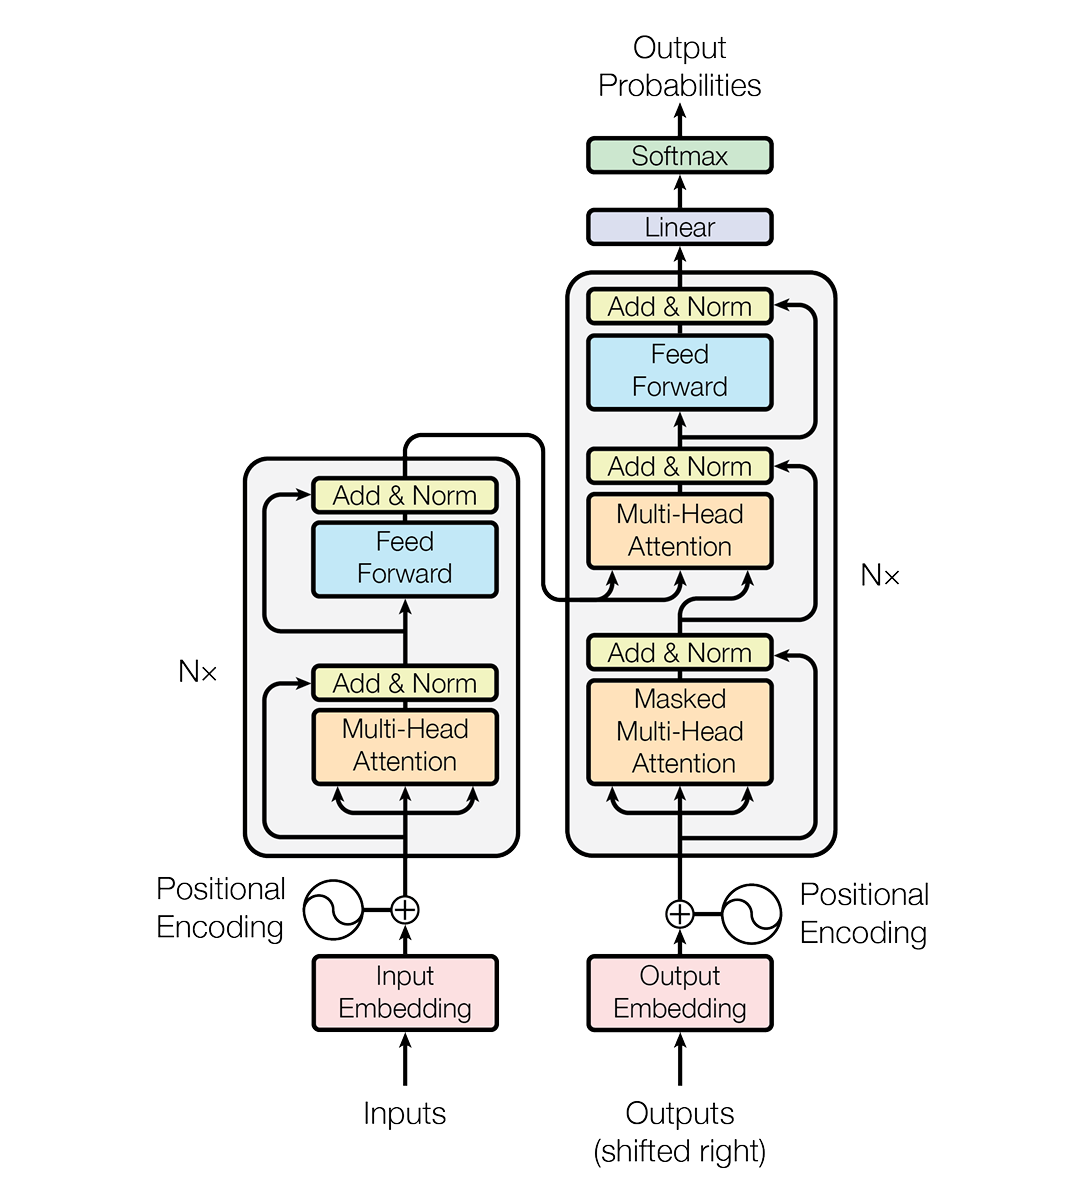 Output
Probabilities
Softmax
Linear
Add & Norm
Feed
Forward
Add & Norm
Multi-Head
Attention
Add & Norm
Masked
Multi-Head
Attention
N×
Positional
Encoding
Output
Embedding
Outputs
(shifted right)
Add & Norm
Feed
Forward
Add & Norm
Multi-Head
Attention
N×
Positional
Encoding
Input
Embedding
Inputs